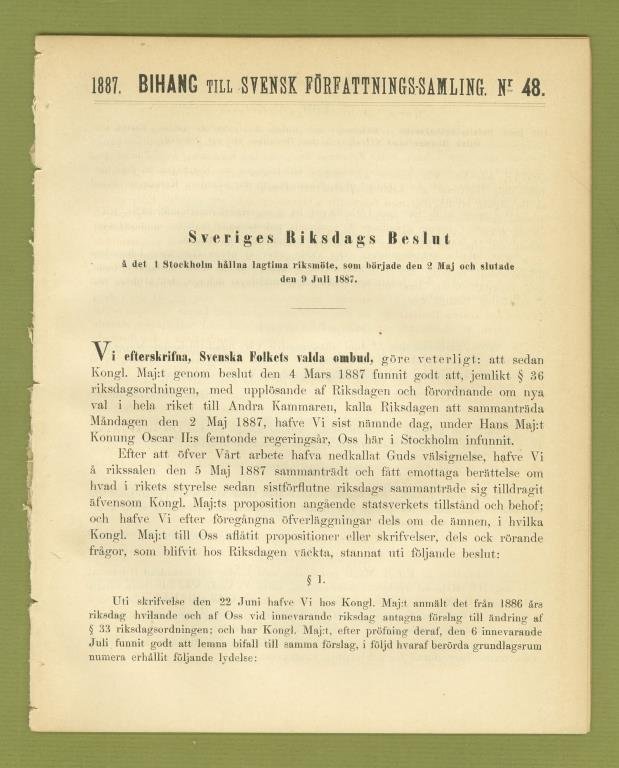 1887. BIHANG TILL SVENSK FÖRFATTNINGS-SAMLING. Nr 48.
Sveriges Riksdags Beslut
å det i Stockholm hållna lagtima riksmöte, som började den 2 Maj och slutade
den 9 Juli 1887.
Vi efterskrifna, Svenska Folkets valda ombud, göre veterligt: att sedan
Kongl. Maj:t genom beslut den 4 Mars 1887 funnit godt att, jemlikt § 36
riksdagsordningen, med upplösande af Riksdagen och förordnande om nya
val i hela riket till Andra Kammaren, kalla Riksdagen att sammanträda
Måndagen den 2 Maj 1887, hafve Vi sist nämnde dag, under Hans Maj:t
Konung Oscar II:s femtonde regeringsår, Oss här i Stockholm infunnit.
Efter att öfver Vårt arbete hafva nedkallat Guds välsignelse, hafve Vi
å rikssalen den 5 Maj 1887 sammanträdt och fått emottaga berättelse om
hvad i rikets styrelse sedan sistförflutne riksdags sammanträde sig tilldragit
äfvensom Kongl. Maj:ts proposition angående statsverkets tillstånd och behof;
och hafve Vi efter föregångna öfverläggningar dels om de ämnen, i hvilka
Kongl. Maj:t till Oss aflåtit propositioner eller skrifvelser, dels ock rörande
frågor, som blifvit hos Riksdagen väckta, stannat uti följande beslut:
§ 1.
Uti skrifvelse den 22 Juni hafve Vi hos Kongl. Maj:t anmält det från 1886 års
riksdag hvilande och af Oss vid innevarande riksdag antagna förslag till ändring af
§ 33 riksdagsordningen; och har Kongl. Maj:t, efter pröfning deraf, den 6 innevarande
Juli funnit godt att lemna bifall till samma förslag, i följd hvaraf berörda grundlagsrum
numera erhållit följande lydelse: